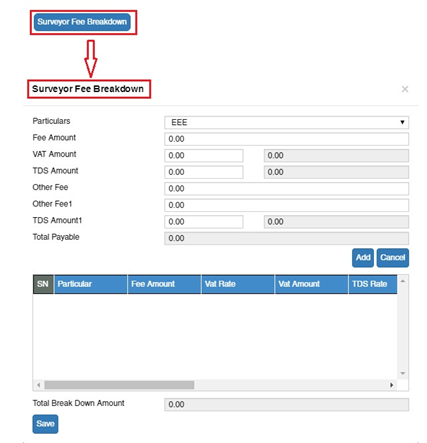 Surveyor Fee Breakdown
Surveyor Fee Breakdown ×
Particulars EEE
Fee Amount 0.00
VAT Amount 0.00 0.00
TDS Amount 0.00 0.00
Other Fee 0.00
Other Fee1 0.00
TDS Amount1 0.00 0.00
Total Payable 0.00
Add Cancel
SN Particular Fee Amount Vat Rate Vat Amount TDS Rate
Total Break Down Amount 0.00
Save